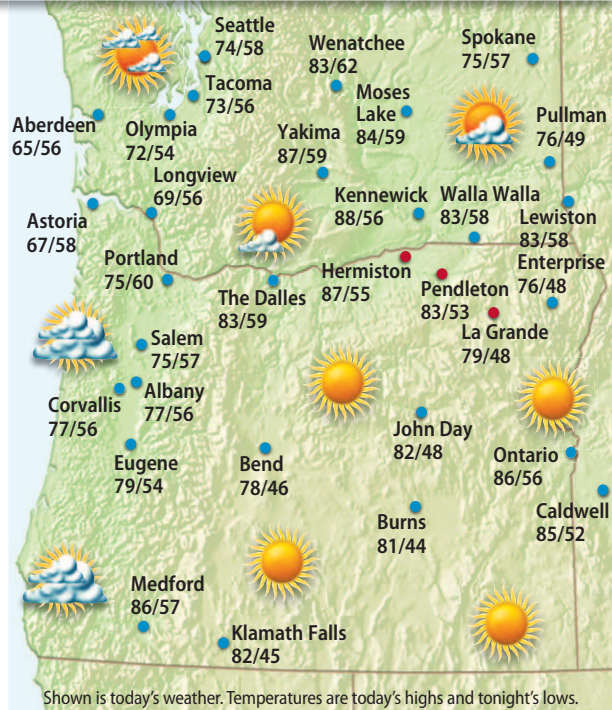 Seattle
74/58
Wenatchee
83/62
Spokane
75/57
Tacoma
73/56
Moses
Lake
84/59
Aberdeen
65/56
Olympia
72/54
Yakima
87/59
Pullman
76/49
Longview
69/56
Kennewick
88/56
Walla Walla
83/58
Lewiston
83/58
Astoria
67/58
Portland
75/60
The Dalles
83/59
Hermiston
87/55
Pendleton
83/53
Enterprise
76/48
La Grande
79/48
Salem
75/57
Albany
77/56
Corvallis
77/56
John Day
82/48
Eugene
79/54
Bend
78/46
Ontario
86/56
Caldwell
85/52
Burns
81/44
Medford
86/57
Klamath Falls
82/45
Shown is today's weather. Temperatures are today's highs and tonight's lows.